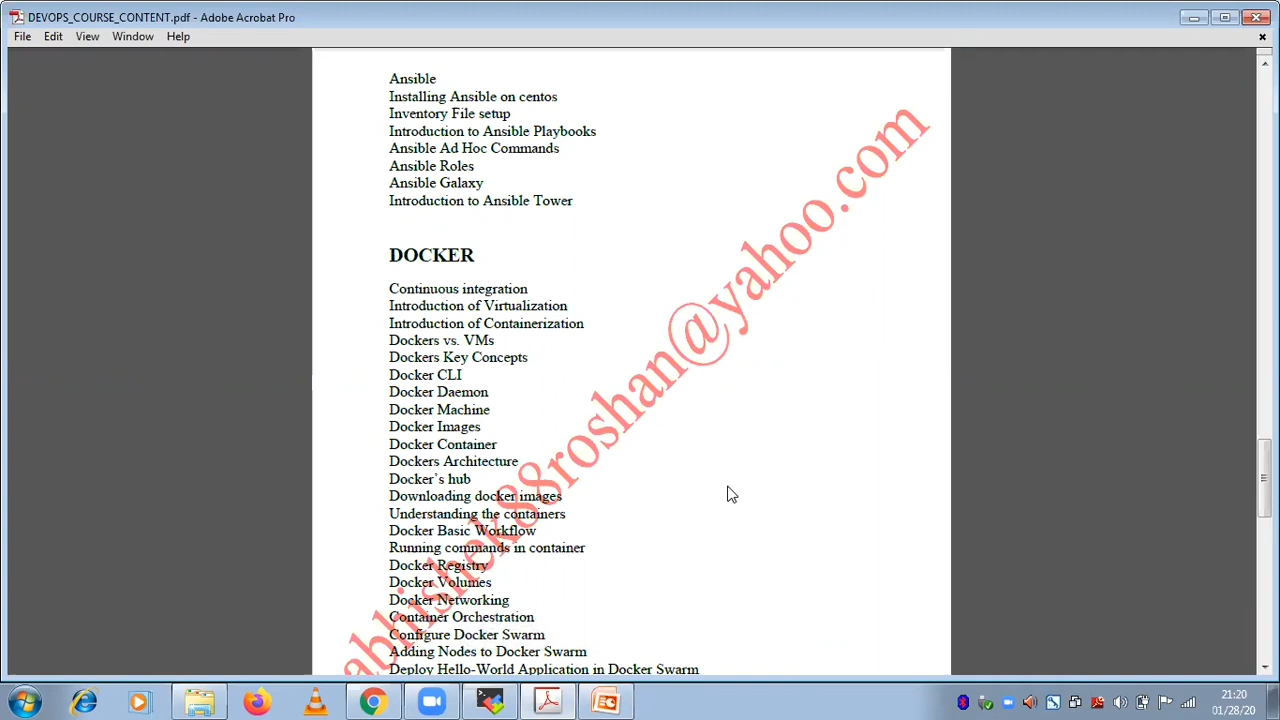 DEVOPS_COURSE_CONTENT.pdf - Adobe Acrobat Pro
File Edit View Window Help
Ansible
Installing Ansible on centos
Inventory File setup
Introduction to Ansible Playbooks
Ansible Ad Hoc Commands
Ansible Roles
Ansible Galaxy
Introduction to Ansible Tower
DOCKER
Continuous integration
Introduction of Virtualization
Introduction of Containerization
Dockers vs. VMs
Dockers Key Concepts
Docker CLI
Docker Daemon
Docker Machine
Docker Images
Docker Container
Dockers Architecture
Docker’s hub
Downloading docker images
Understanding the containers
Docker Basic Workflow
Running commands in container
Docker Registry
Docker Volumes
Docker Networking
Container Orchestration
Configure Docker Swarm
Adding Nodes to Docker Swarm
Deploy Hello-World Application in Docker Swarm
abhishek88roshan@yahoo.com
21:20
01/28/20